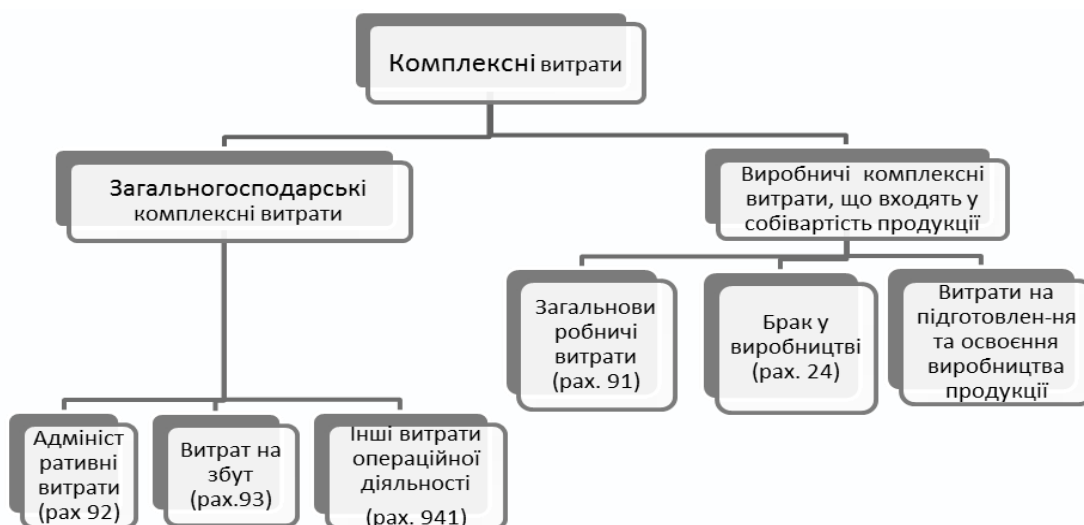 Комплексні витрати
Загальногосподарські
комплексні витрати
Виробничі комплексні
витрати, що входять у
собівартість продукції
Загальнови
робничі
витрати
(рах. 91)
Брак у
виробництві
(рах. 24)
Витрати на
підготовлен-ня
та освоєння
виробництва
продукції
Адмініст
ративні
витрати
(рах 92)
Витрат на
збут
(рах.93)
Інші витрати
операційної
діяльності
(рах. 941)